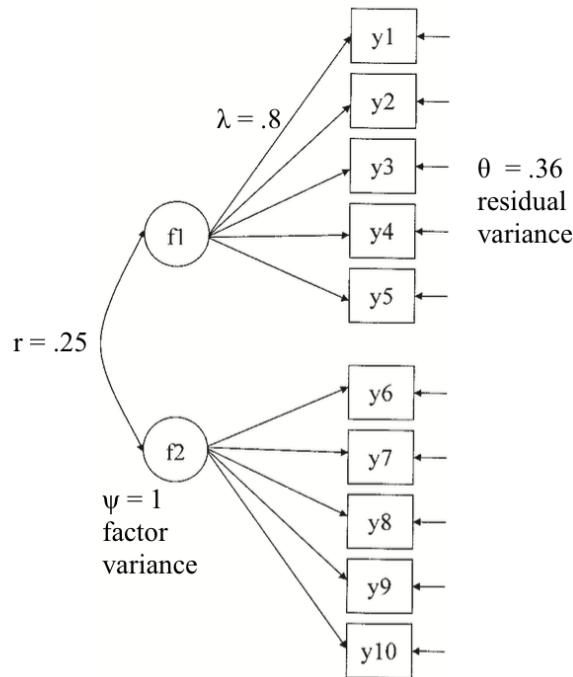 y1
y2
λ = .8
y3
θ = .36
residual
variance
f1
y4
y5
r = .25
y6
f2
y7
ψ = 1
factor
variance
y8
y9
y10